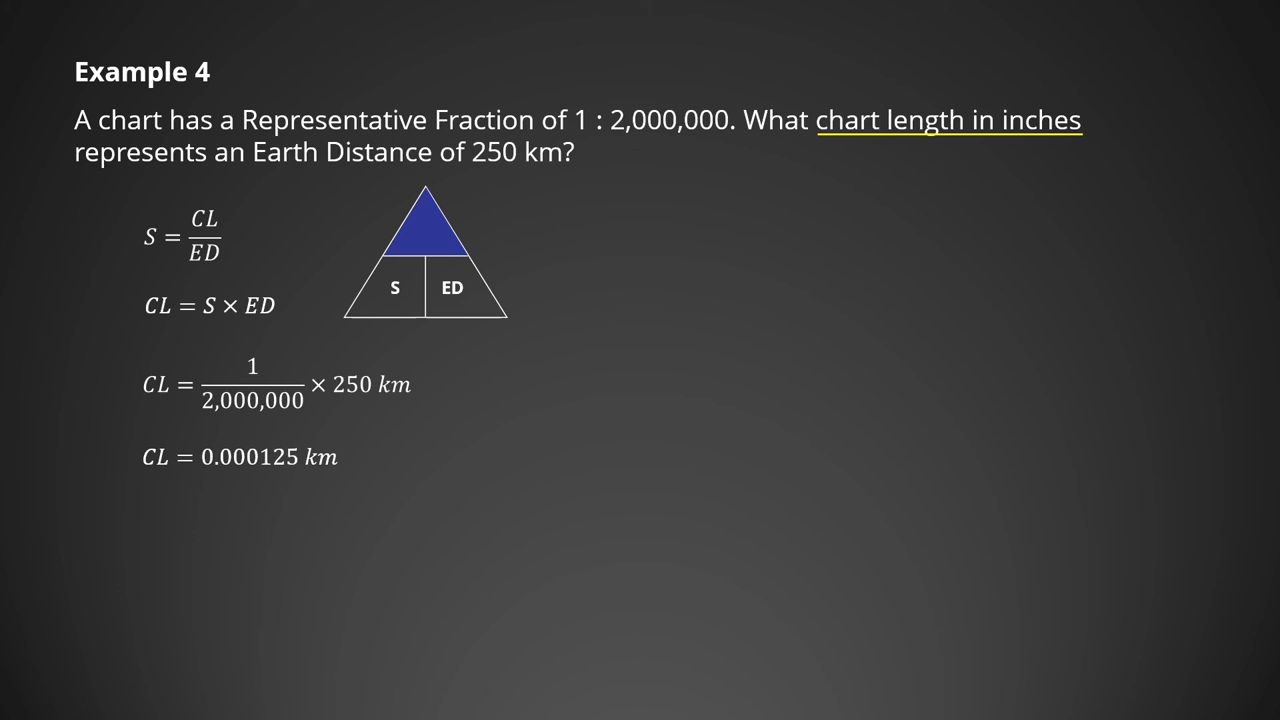 Example 4
A chart has a Representative Fraction of 1 : 2,000,000. What chart length in inches
represents an Earth Distance of 250 km?
S = CL/ED
S ED
CL = S × ED
CL = 1/2,000,000 × 250 km
CL = 0.000125 km